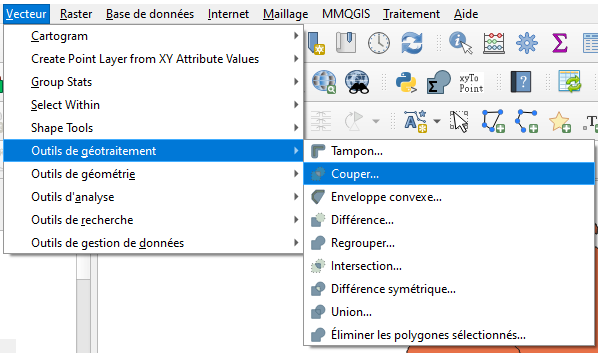 Vecteur Raster Base de données Internet Maillage MMQGIS Traitement Aide
Cartogram
Create Point Layer from XY Attribute Values
Group Stats
Select Within
Shape Tools
Outils de géotraitement
Outils de géométrie
Outils d'analyse
Outils de recherche
Outils de gestion de données
Tampon...
Couper...
Enveloppe convexe...
Différence...
Regrouper...
Intersection...
Différence symétrique...
Union...
Éliminer les polygones sélectionnés...
xyTo
Point